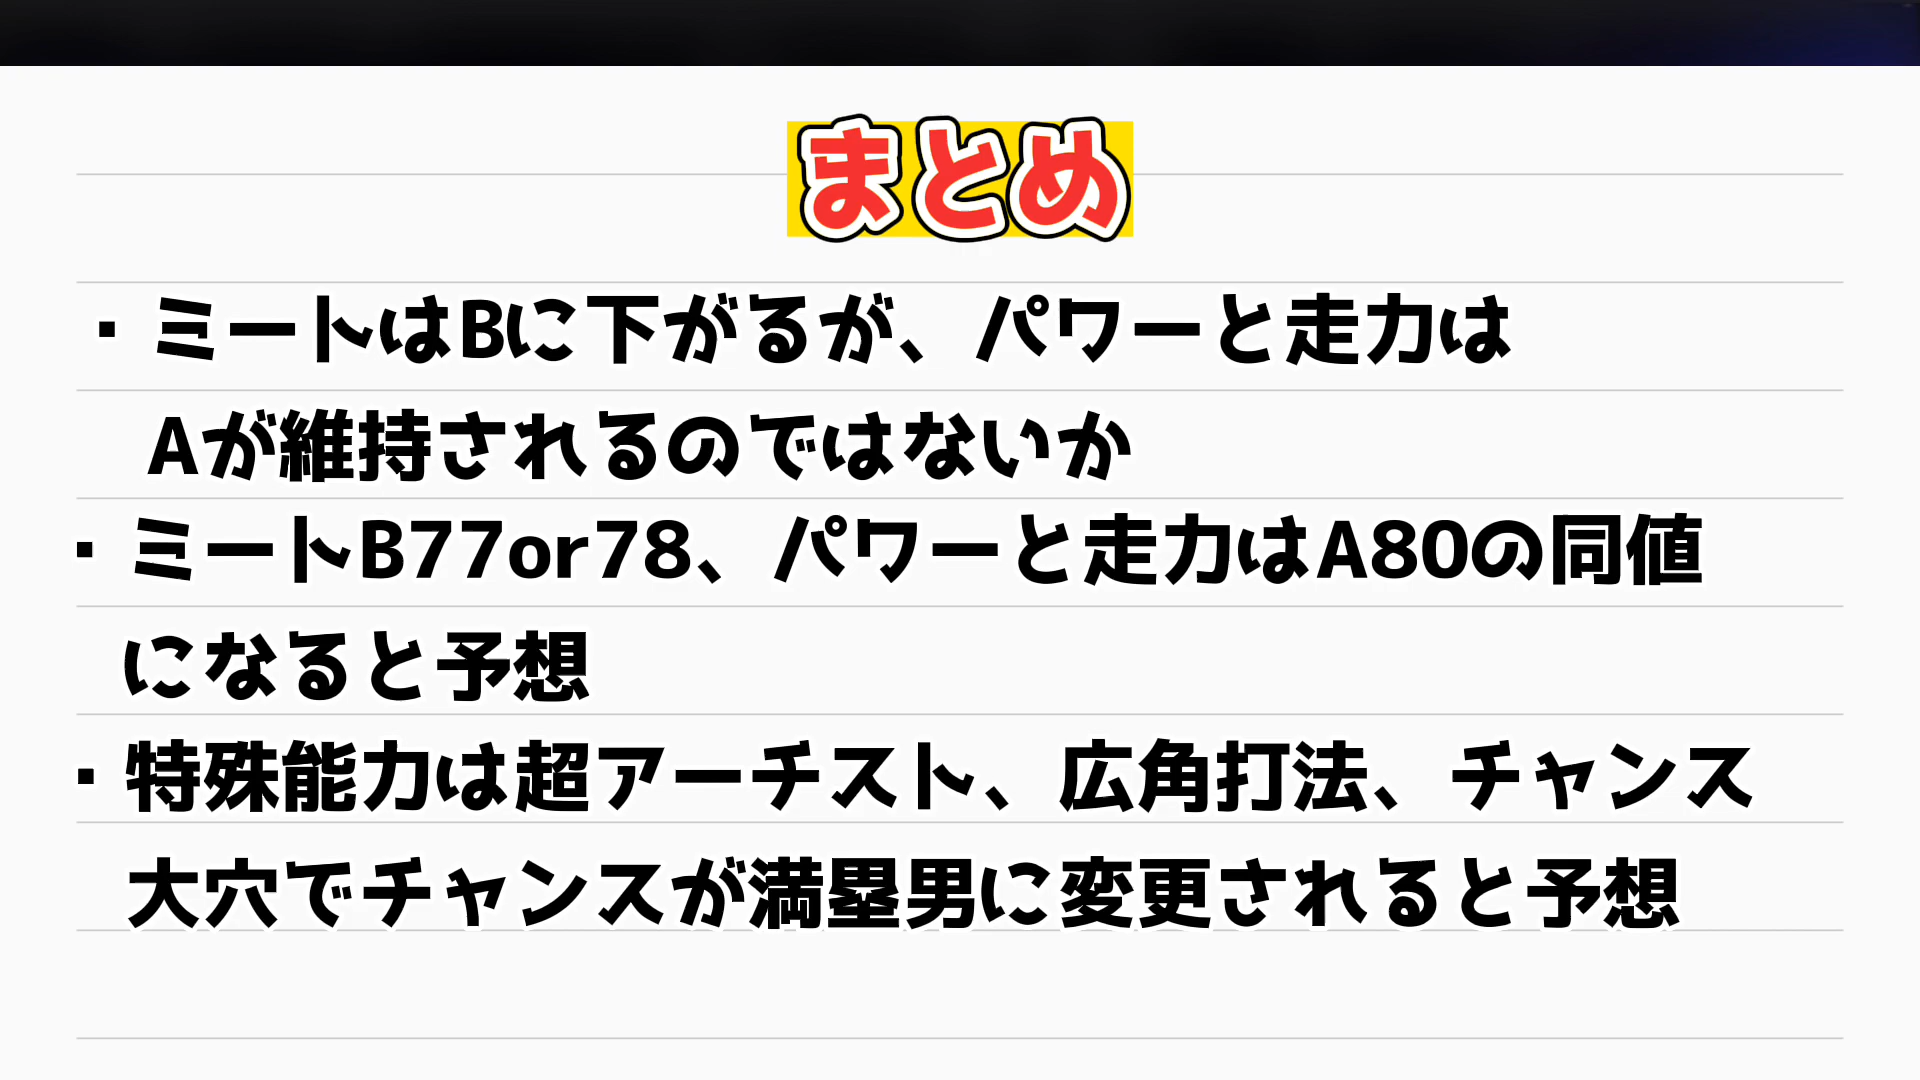 まとめ
・ミートはBに下がるが、パワーと走力は
Aが維持されるのではないか
・ミートB77or78、パワーと走力はA80の同値
になると予想
・特殊能力は超アーチスト、広角打法、チャンス
大穴でチャンスが満塁男に変更されると予想